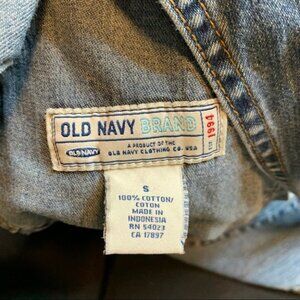 OLD NAVY BRAND
A PRODUCT OF THE
OLD NAVY OLD NAVY CLOTHING CO. USA
1994
S
100% COTTON/
COTON
MADE IN
INDONESIA
RN 54023
CA 17897